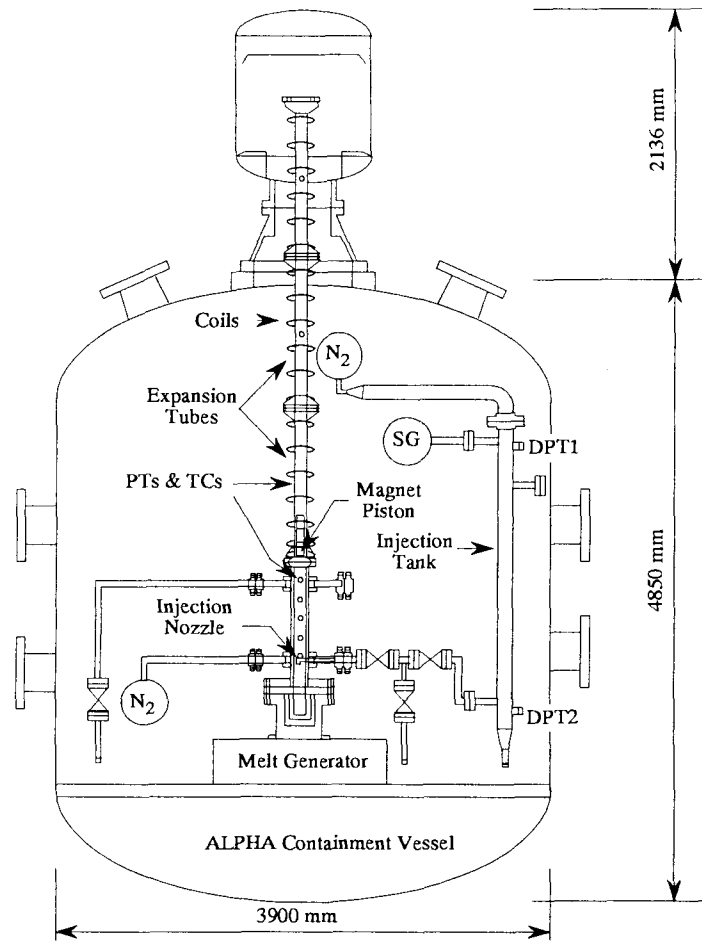 2136 mm
Coils
N2
Expansion
Tubes
SG
DPT1
PTs & TCs
Magnet
Piston
Injection
Tank
4850 mm
Injection
Nozzle
N2
DPT2
Melt Generator
ALPHA Containment Vessel
3900 mm